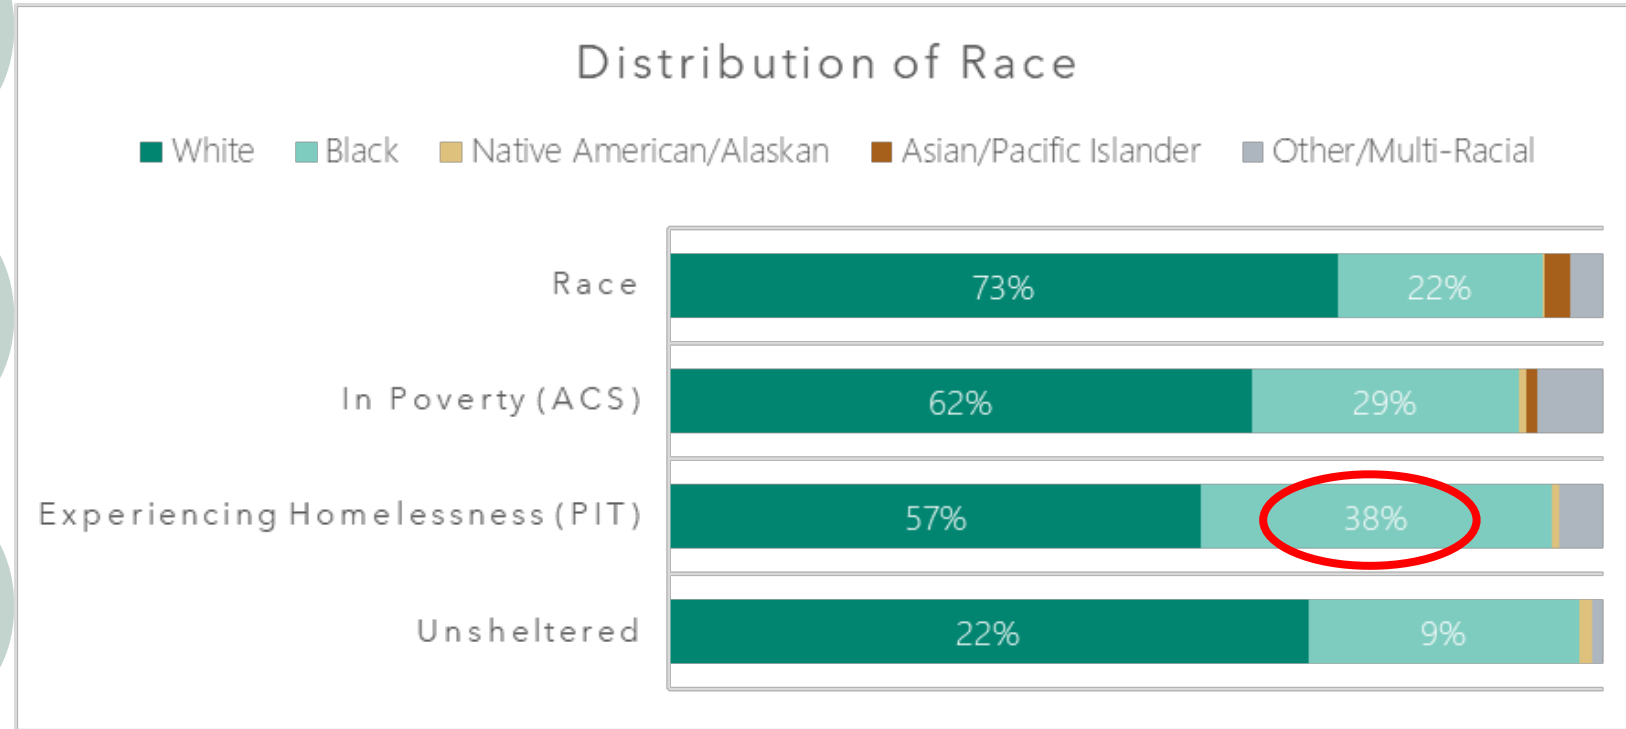 Distribution of Race
White Black Native American/Alaskan Asian/Pacific Islander Other/Multi-Racial
Race 73% 22%
In Poverty (ACS) 62% 29%
Experiencing Homelessness (PIT) 57% 38%
Unsheltered 22% 9%